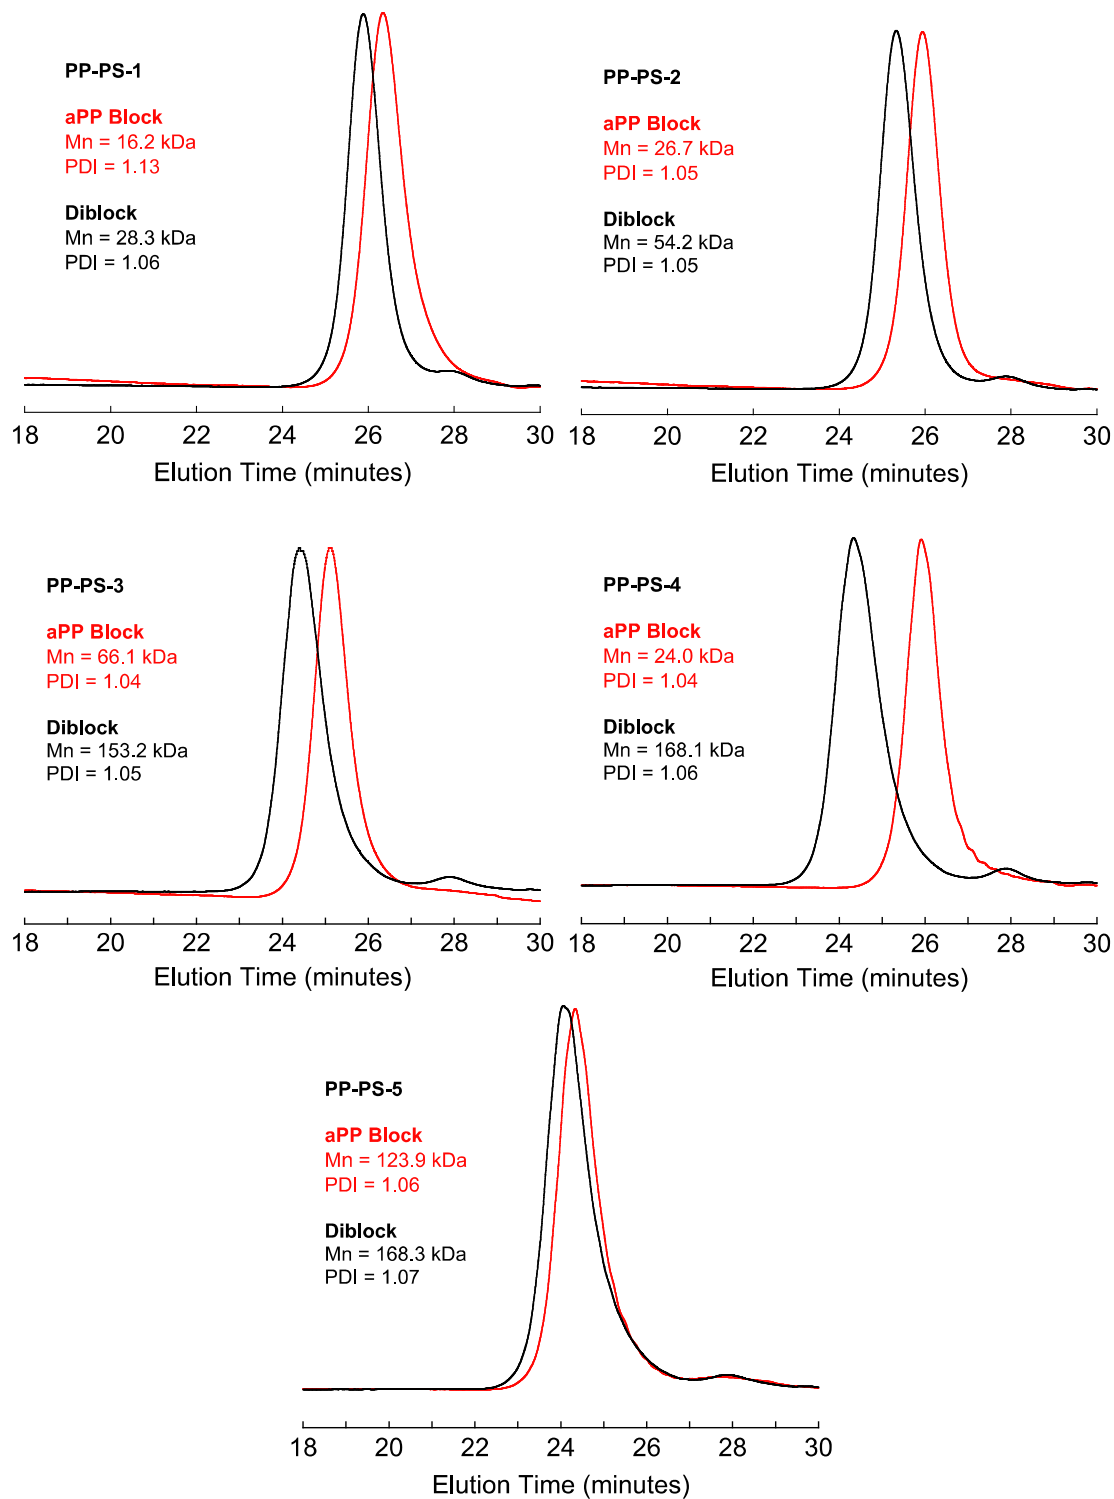 PP-PS-1
aPP Block
Mn = 16.2 kDa
PDI = 1.13
Diblock
Mn = 28.3 kDa
PDI = 1.06
18 20 22 24 26 28 30
Elution Time (minutes)
PP-PS-2
aPP Block
Mn = 26.7 kDa
PDI = 1.05
Diblock
Mn = 54.2 kDa
PDI = 1.05
18 20 22 24 26 28 30
Elution Time (minutes)
PP-PS-3
aPP Block
Mn = 66.1 kDa
PDI = 1.04
Diblock
Mn = 153.2 kDa
PDI = 1.05
18 20 22 24 26 28 30
Elution Time (minutes)
PP-PS-4
aPP Block
Mn = 24.0 kDa
PDI = 1.04
Diblock
Mn = 168.1 kDa
PDI = 1.06
18 20 22 24 26 28 30
Elution Time (minutes)
PP-PS-5
aPP Block
Mn = 123.9 kDa
PDI = 1.06
Diblock
Mn = 168.3 kDa
PDI = 1.07
18 20 22 24 26 28 30
Elution Time (minutes)